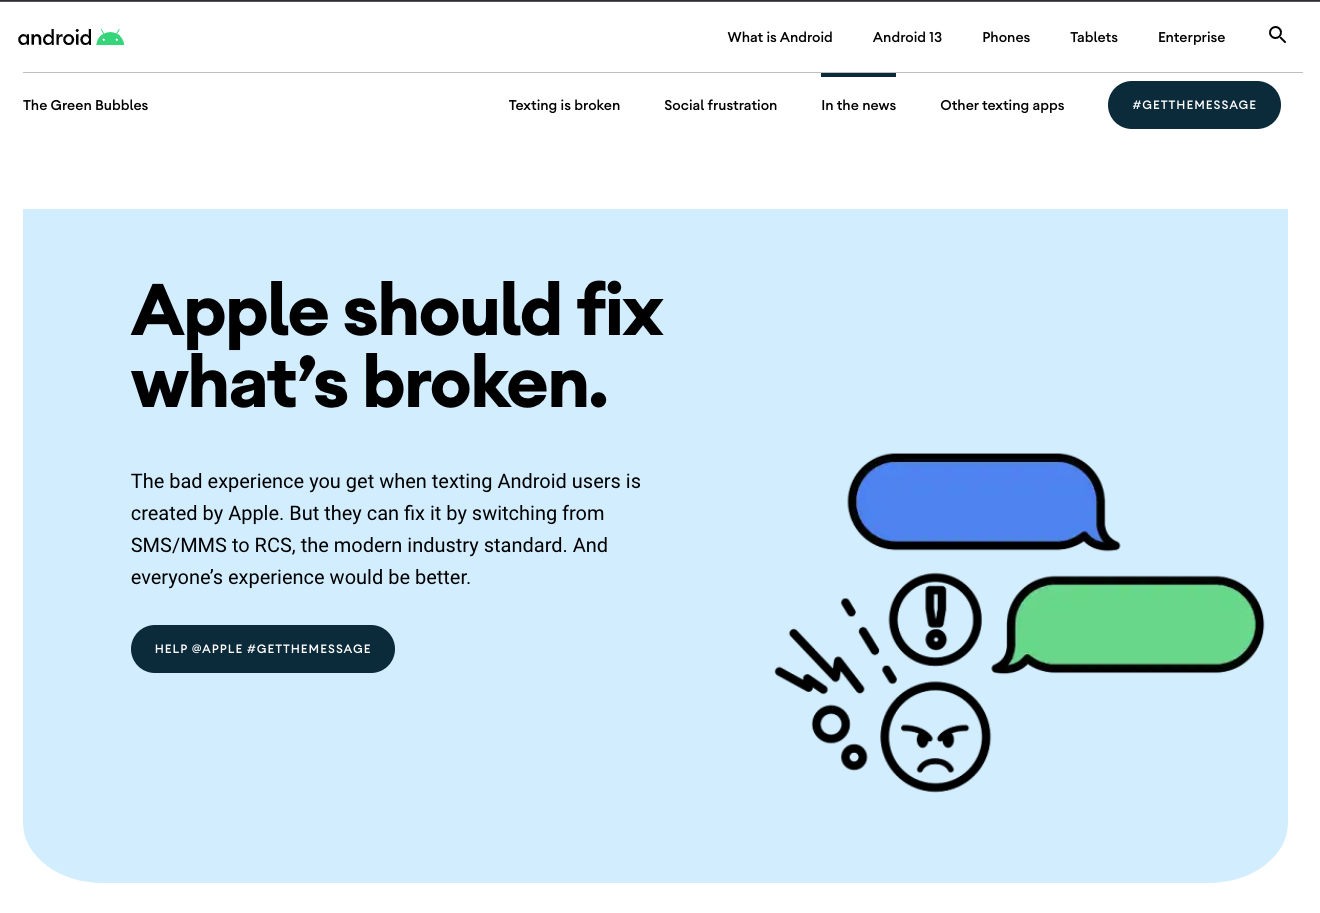 android
What is Android Android 13 Phones Tablets Enterprise
The Green Bubbles Texting is broken Social frustration In the news Other texting apps #GETTHEMESSAGE
Apple should fix
what’s broken.
The bad experience you get when texting Android users is
created by Apple. But they can fix it by switching from
SMS/MMS to RCS, the modern industry standard. And
everyone’s experience would be better.
HELP @APPLE #GETTHEMESSAGE